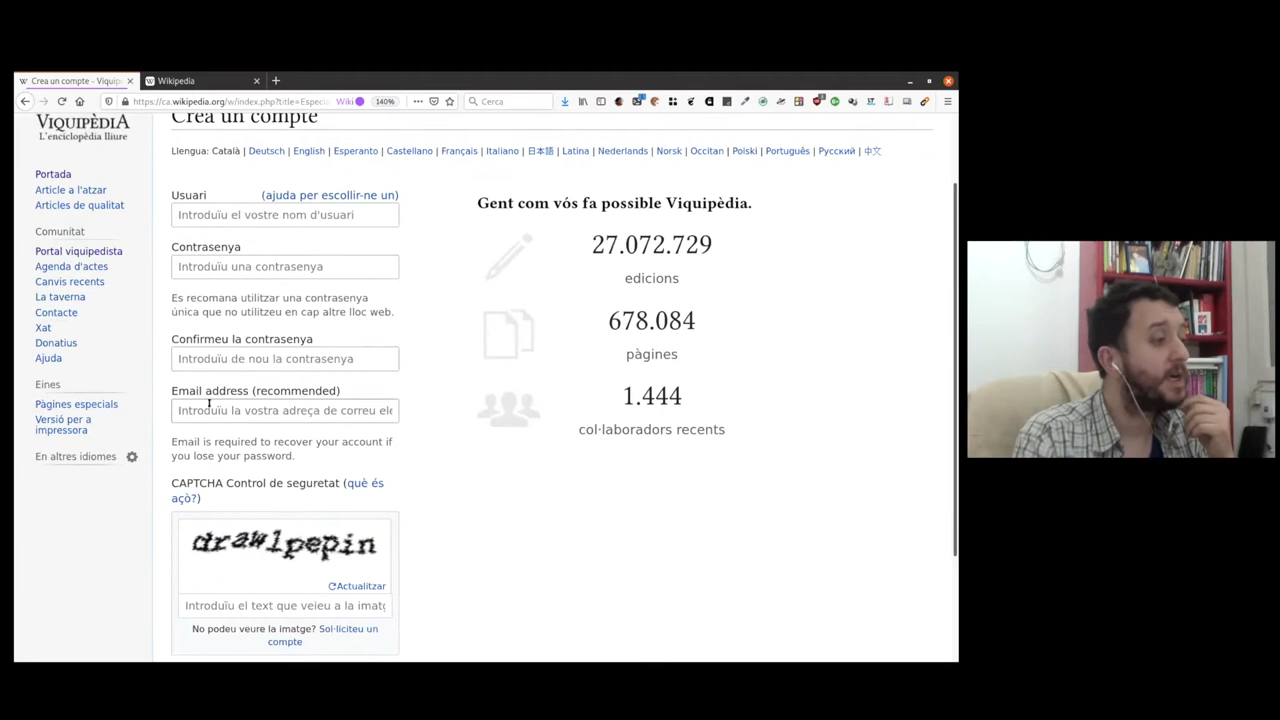 Crea un compte – Viquip
Wikipedia
https://ca.wikipedia.org/w/index.php?title=Especia
Wiki
140%
Cerca
VIQUIPÈDIA
L'enciclopèdia lliure
Portada
Article a l'atzar
Articles de qualitat
Comunitat
Portal viquipedista
Agenda d'actes
Canvis recents
La taverna
Contacte
Xat
Donatius
Ajuda
Eines
Pàgines especials
Versió per a
impressora
En altres idiomes
Crea un compte
Llengua: Català | Deutsch | English | Esperanto | Castellano | Français | Italiano | 日本語 | Latina | Nederlands | Norsk | Occitan | Polski | Português | Русский | 中文
Usuari (ajuda per escollir-ne un)
Introduïu el vostre nom d'usuari
Contrasenya
Introduïu una contrasenya
Es recomana utilitzar una contrasenya
única que no utilitzeu en cap altre lloc web.
Confirmeu la contrasenya
Introduïu de nou la contrasenya
Email address (recommended)
Introduïu la vostra adreça de correu ele
Email is required to recover your account if
you lose your password.
CAPTCHA Control de seguretat (què és
açò?)
drawlpepin
Actualitzar
Introduïu el text que veieu a la imatg
No podeu veure la imatge? Sol·liciteu un
compte
Gent com vós fa possible Viquipèdia.
27.072.729
edicions
678.084
pàgines
1.444
col·laboradors recents